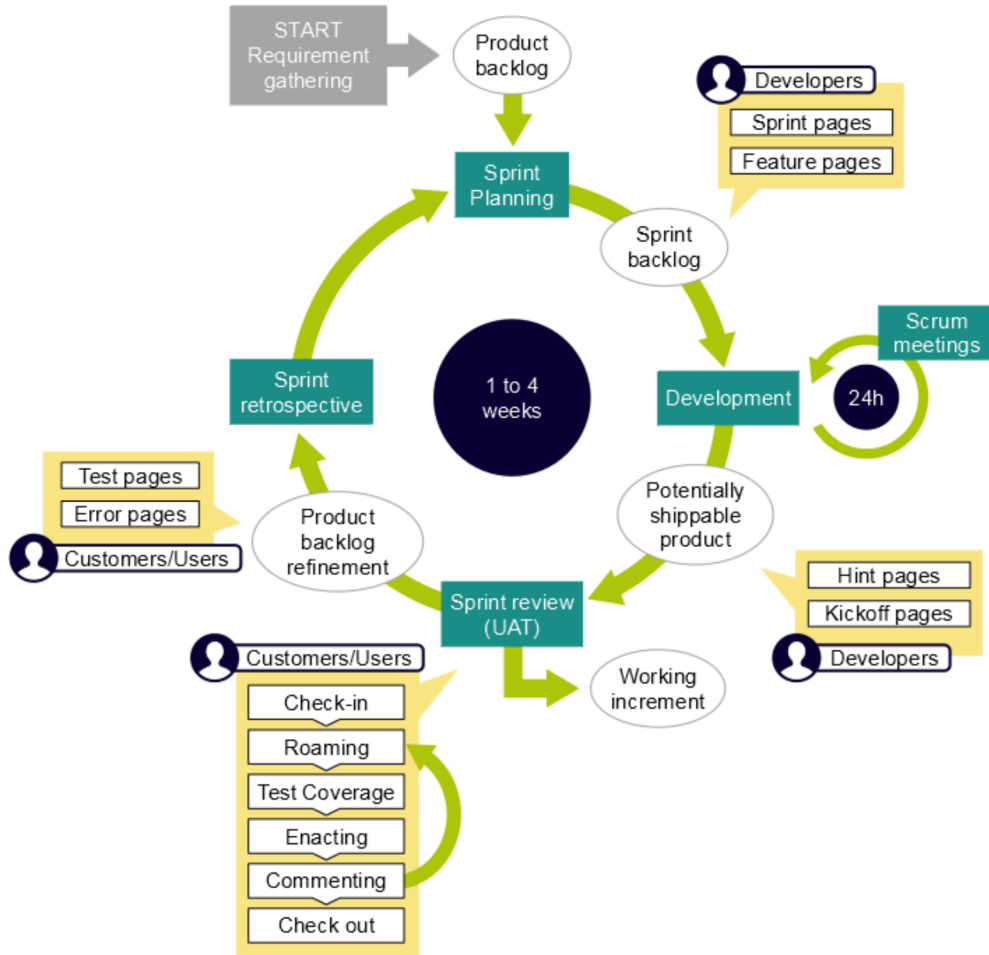 START
Requirement
gathering
Product
backlog
Developers
Sprint pages
Feature pages
Sprint
Planning
Sprint
backlog
Scrum
meetings
24h
Development
1 to 4
weeks
Sprint
retrospective
Test pages
Error pages
Customers/Users
Product
backlog
refinement
Potentially
shippable
product
Hint pages
Kickoff pages
Developers
Sprint review
(UAT)
Working
increment
Customers/Users
Check-in
Roaming
Test Coverage
Enacting
Commenting
Check out